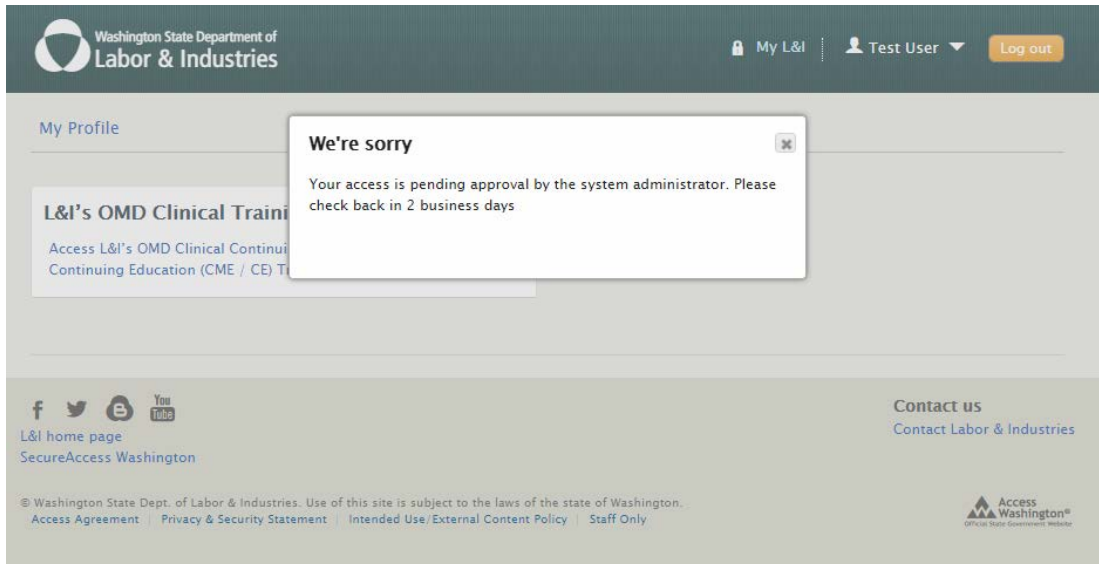 Washington State Department of
Labor & Industries
My L&I
Test User
Log out
My Profile
We're sorry
Your access is pending approval by the system administrator. Please
check back in 2 business days
L&I's OMD Clinical Traini
Access L&I's OMD Clinical Continui
Continuing Education (CME / CE) T
You
Tube
L&I home page
SecureAccess Washington
Contact us
Contact Labor & Industries
© Washington State Dept. of Labor & Industries. Use of this site is subject to the laws of the state of Washington.
Access Agreement | Privacy & Security Statement | Intended Use/External Content Policy | Staff Only
Access
Washington®
Official State Government Website